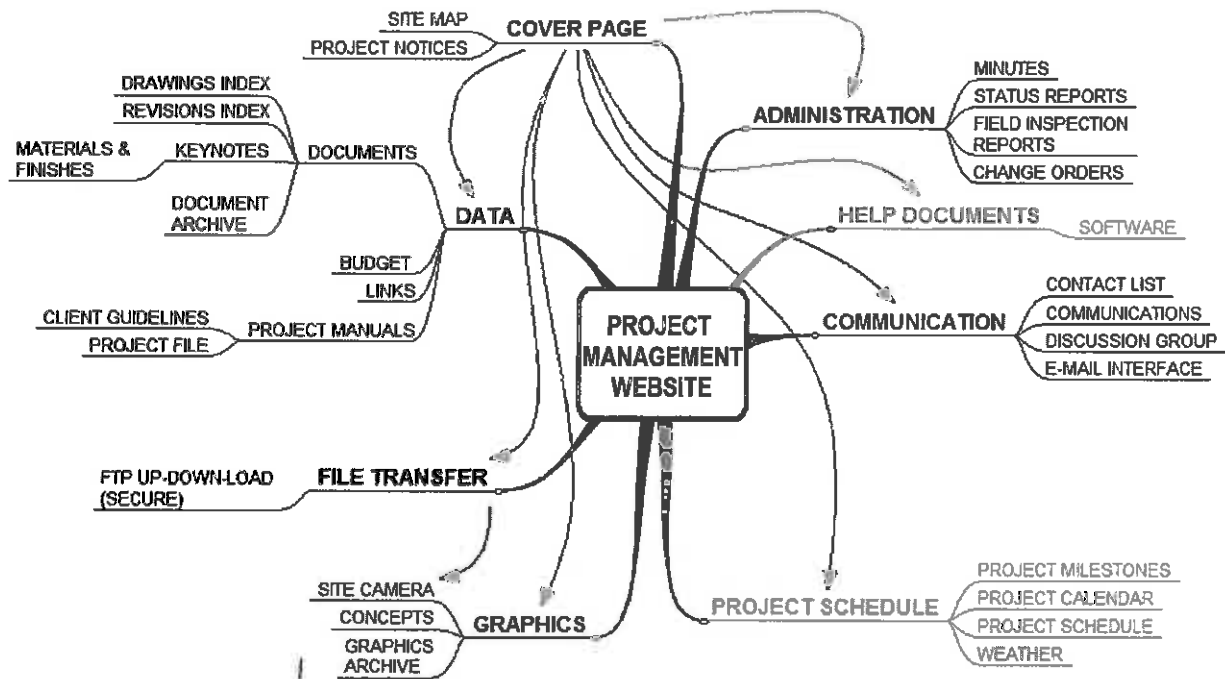 SITE MAP
PROJECT NOTICES
COVER PAGE
DRAWINGS INDEX
REVISIONS INDEX
MATERIALS &
FINISHES
KEYNOTES
DOCUMENTS
DOCUMENT
ARCHIVE
DATA
BUDGET
LINKS
CLIENT GUIDELINES
PROJECT FILE
PROJECT MANUALS
FTP UP-DOWN-LOAD
(SECURE)
FILE TRANSFER
SITE CAMERA
CONCEPTS
GRAPHICS
ARCHIVE
GRAPHICS
PROJECT
MANAGEMENT
WEBSITE
ADMINISTRATION
MINUTES
STATUS REPORTS
FIELD INSPECTION
REPORTS
CHANGE ORDERS
HELP DOCUMENTS
SOFTWARE
COMMUNICATION
CONTACT LIST
COMMUNICATIONS
DISCUSSION GROUP
E-MAIL INTERFACE
PROJECT SCHEDULE
PROJECT MILESTONES
PROJECT CALENDAR
PROJECT SCHEDULE
WEATHER